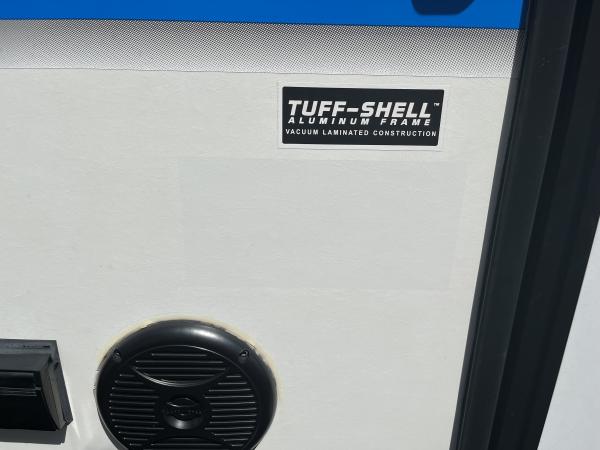 TUFF-SHELL™
ALUMINUM FRAME
VACUUM LAMINATED CONSTRUCTION